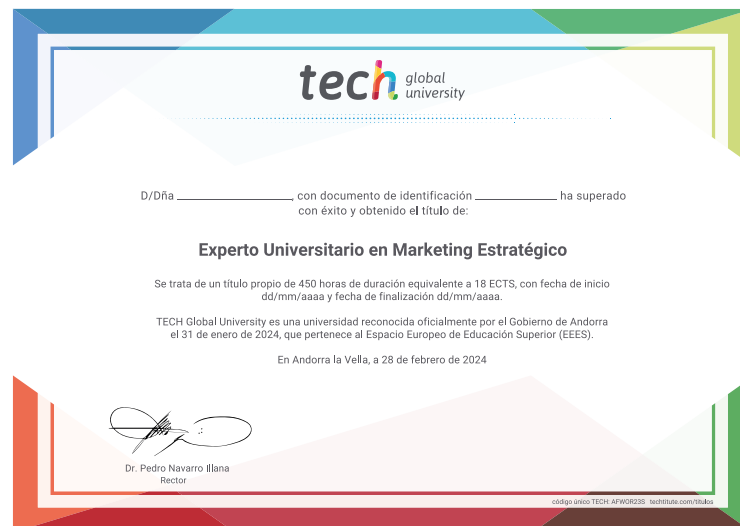 tech global university
D/Dña ______________, con documento de identificación __________ ha superado
con éxito y obtenido el título de:
Experto Universitario en Marketing Estratégico
Se trata de un título propio de 450 horas de duración equivalente a 18 ECTS, con fecha de inicio
dd/mm/aaaa y fecha de finalización dd/mm/aaaa.
TECH Global University es una universidad reconocida oficialmente por el Gobierno de Andorra
el 31 de enero de 2024, que pertenece al Espacio Europeo de Educación Superior (EEES).
En Andorra la Vella, a 28 de febrero de 2024
Dr. Pedro Navarro Illana
Rector
código único TECH: AFWOR23S techtitute.com/titulos